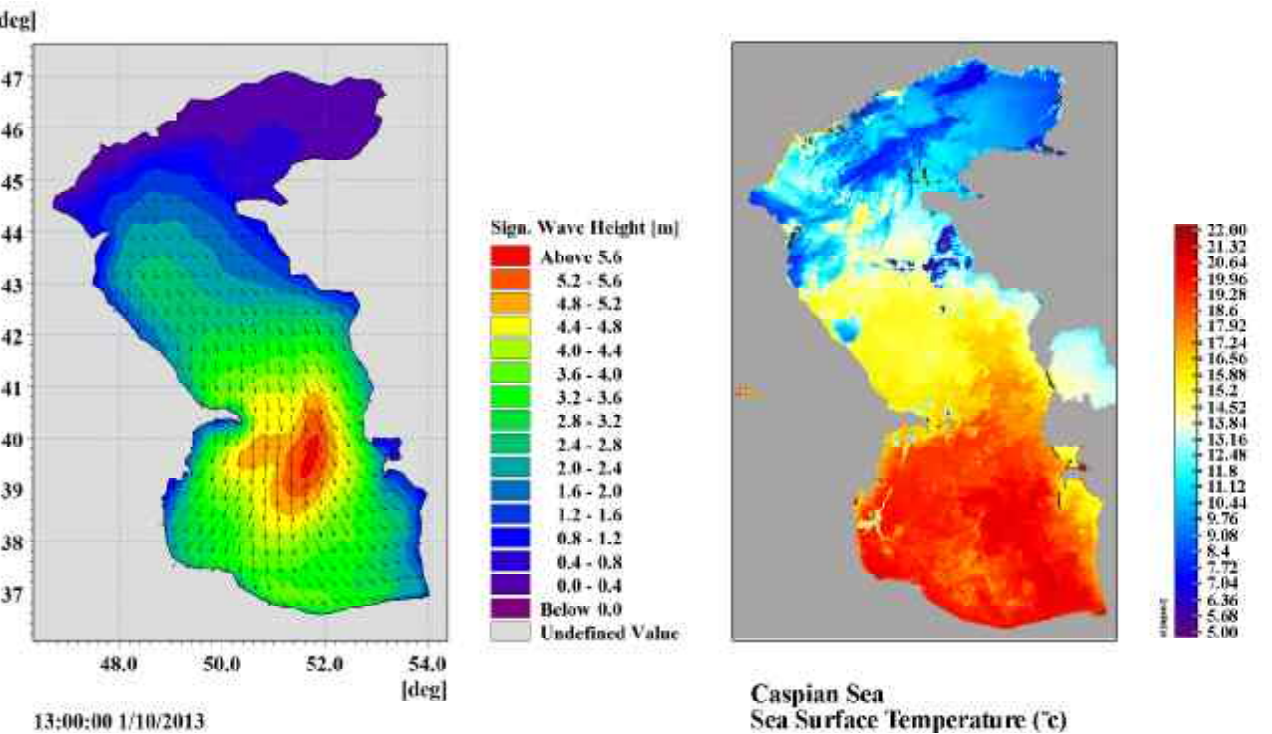 deg]
47
46
45
44
43
42
41
40
39
38
37
48.0 50.0 52.0 54.0
[deg]
13:00:00 1/10/2013
Sign. Wave Height [m]
Above 5.6
5.2 - 5.6
4.8 - 5.2
4.4 - 4.8
4.0 - 4.4
3.6 - 4.0
3.2 - 3.6
2.8 - 3.2
2.4 - 2.8
2.0 - 2.4
1.6 - 2.0
1.2 - 1.6
0.8 - 1.2
0.4 - 0.8
0.0 - 0.4
Below 0.0
Undefined Value
22.00
21.32
20.64
19.96
19.28
18.6
17.92
17.24
16.56
15.88
15.2
14.52
13.84
13.16
12.48
11.8
11.12
10.44
9.76
9.08
8.4
7.72
7.04
6.36
5.68
5.00
Caspian Sea
Sea Surface Temperature (˜c)